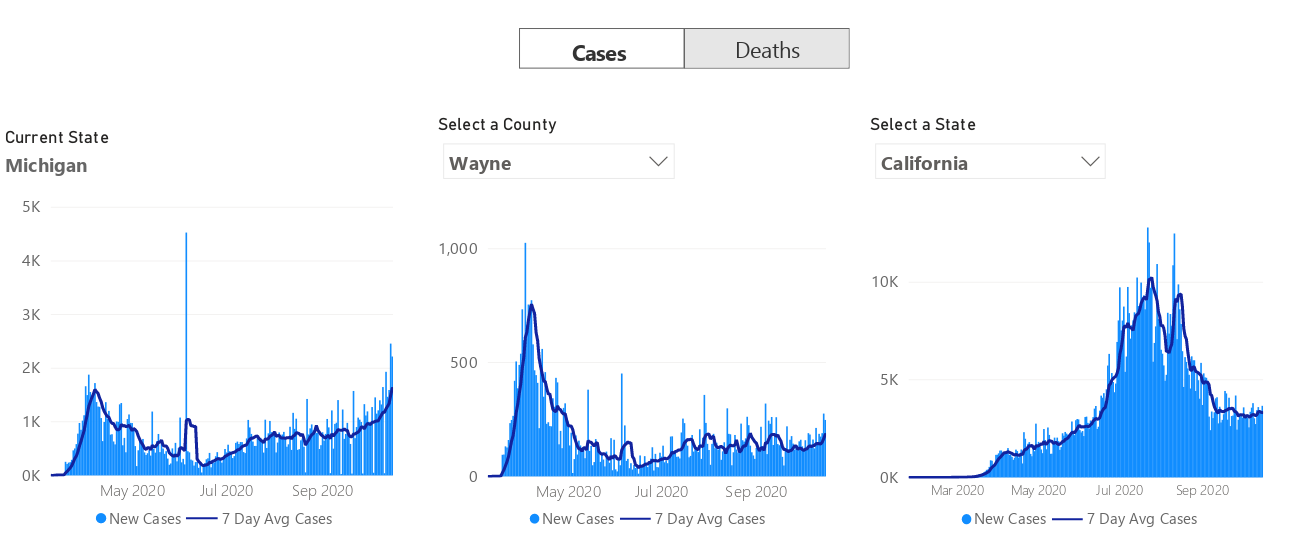 Cases Deaths
Current State
Michigan
Select a County
Wayne
Select a State
California
5K
4K
3K
2K
1K
0K
May 2020 Jul 2020 Sep 2020
New Cases 7 Day Avg Cases
1,000
500
0
May 2020 Jul 2020 Sep 2020
New Cases 7 Day Avg Cases
10K
5K
0K
Mar 2020 May 2020 Jul 2020 Sep 2020
New Cases 7 Day Avg Cases